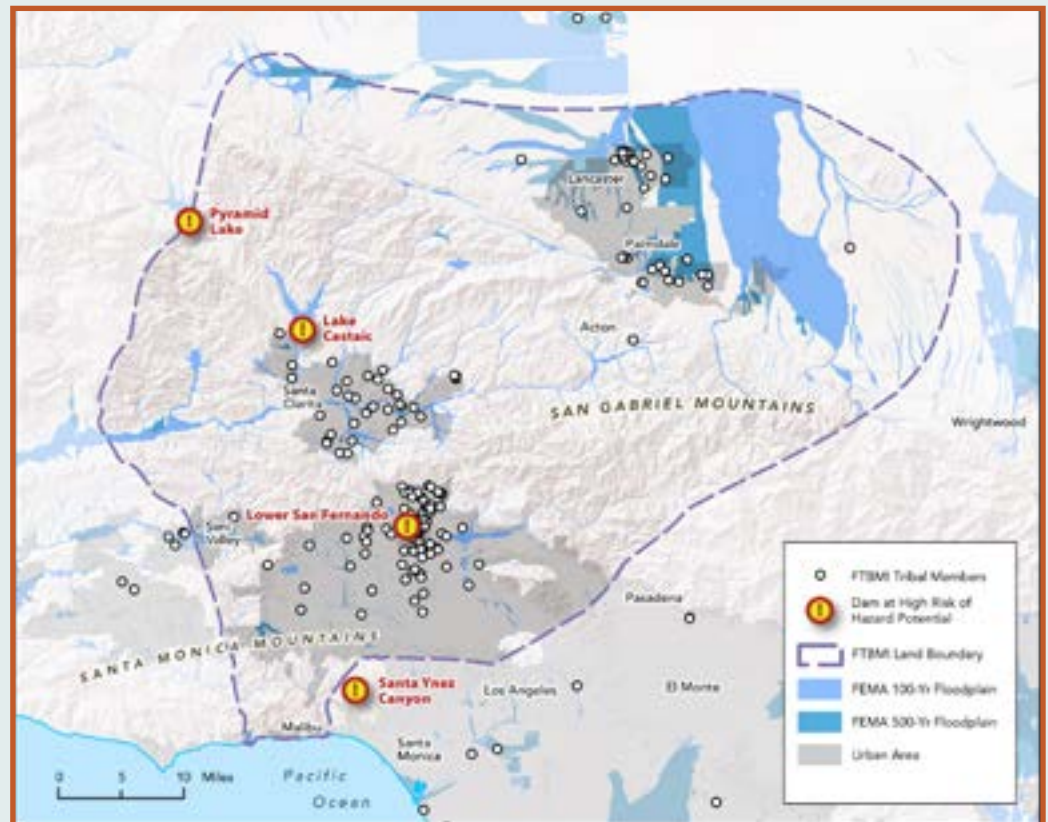 Lancaster
Pyramid
Lake
Palmdale
Lake
Castaic
Acton
Santa
Clarita
SAN GABRIEL MOUNTAINS
Wrightwood
Lower San Fernando
Simi
Valley
Pasadena
SANTA MONICA MOUNTAINS
Santa Ynez
Canyon
Los Angeles
El Monte
Malibu
Santa
Monica
Pacific
Ocean
0 5 10 Miles
FTBMI Tribal Members
Dam at High Risk of
Hazard Potential
FTBMI Land Boundary
FEMA 100-Yr Floodplain
FEMA 500-Yr Floodplain
Urban Area